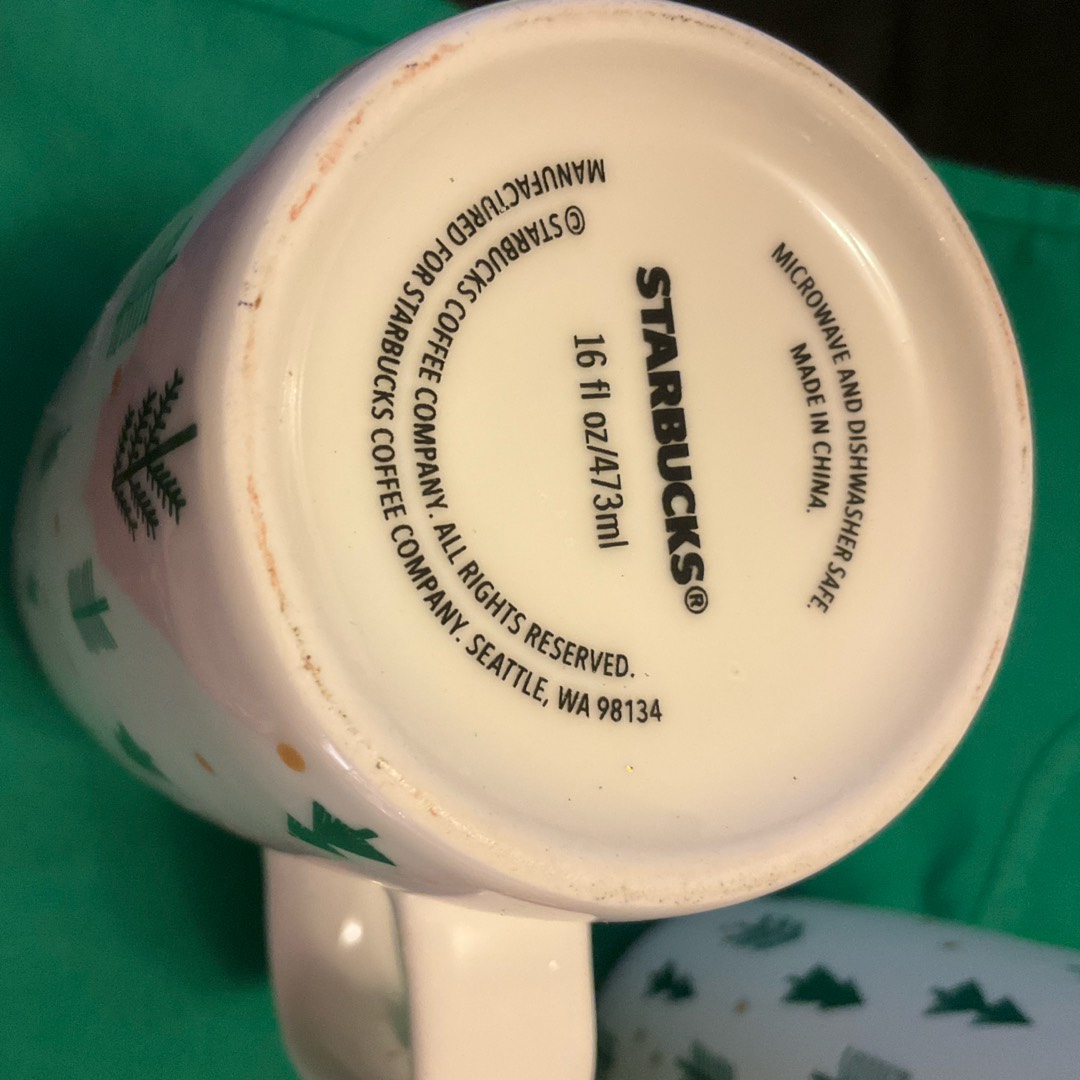 MICROWAVE AND DISHWASHER SAFE.
MADE IN CHINA.
STARBUCKS®
16 fl oz/473ml
© STARBUCKS COFFEE COMPANY. ALL RIGHTS RESERVED.
MANUFACTURED FOR STARBUCKS COFFEE COMPANY. SEATTLE, WA 98134